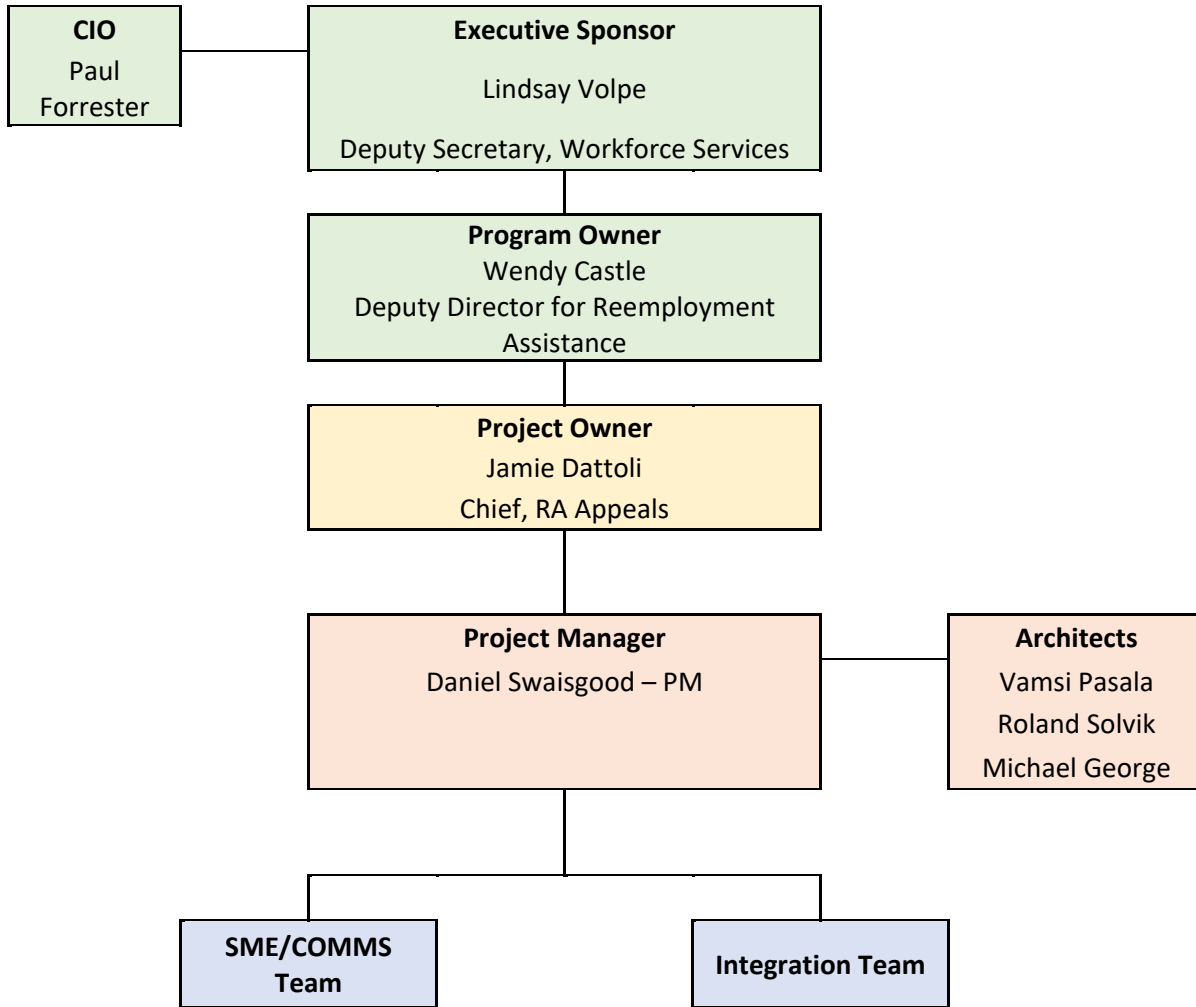 CIO
Paul
Forrester
Executive Sponsor
Lindsay Volpe
Deputy Secretary, Workforce Services
Program Owner
Wendy Castle
Deputy Director for Reemployment
Assistance
Project Owner
Jamie Dattoli
Chief, RA Appeals
Project Manager
Daniel Swaisgood – PM
Architects
Vamsi Pasala
Roland Solvik
Michael George
SME/COMMS
Team
Integration Team